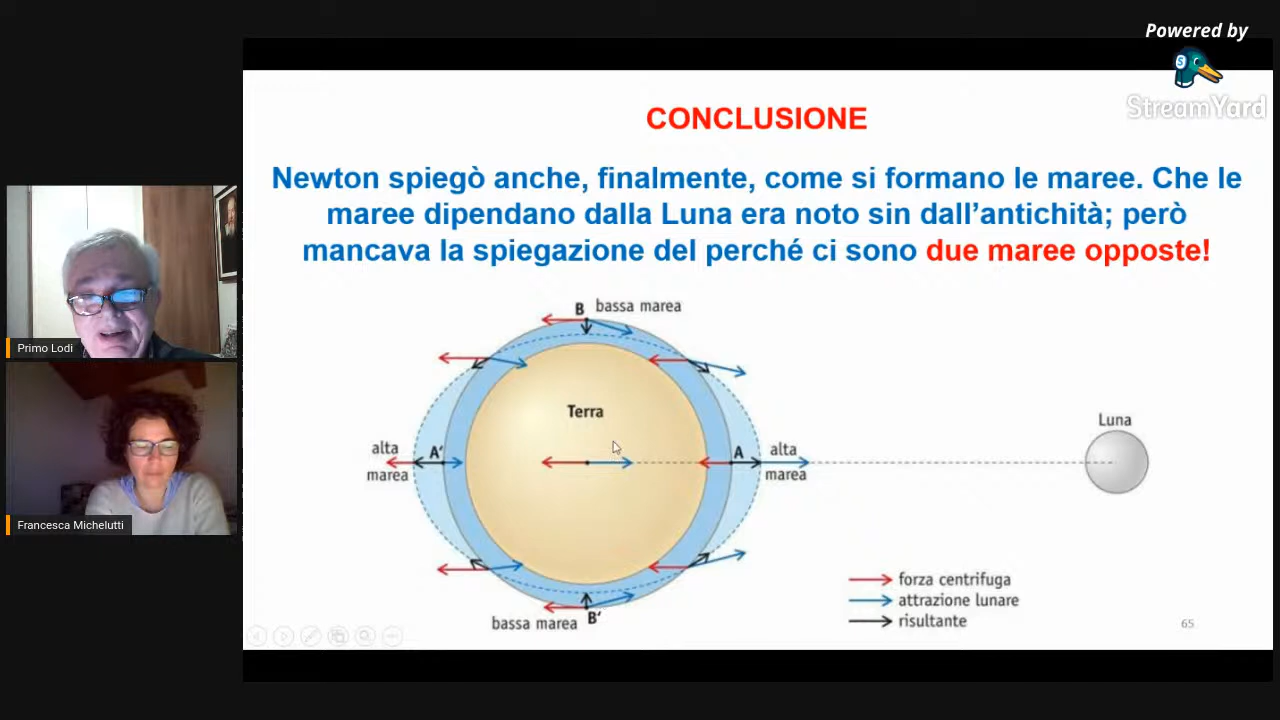 Powered by
StreamYard
CONCLUSIONE
Newton spiegò anche, finalmente, come si formano le maree. Che le
maree dipendano dalla Luna era noto sin dall’antichità; però
mancava la spiegazione del perché ci sono due maree opposte!
B bassa marea
Terra
Luna
alta
marea
A'
A
alta
marea
bassa marea B'
forza centrifuga
attrazione lunare
risultante
65
Primo Lodi
Francesca Michelutti